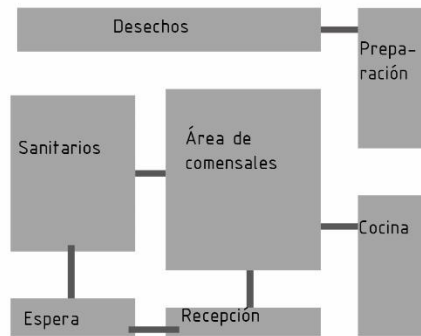 Desechos
Prepa-
ración
Sanitarios
Área de
comensales
Cocina
Espera
Recepción